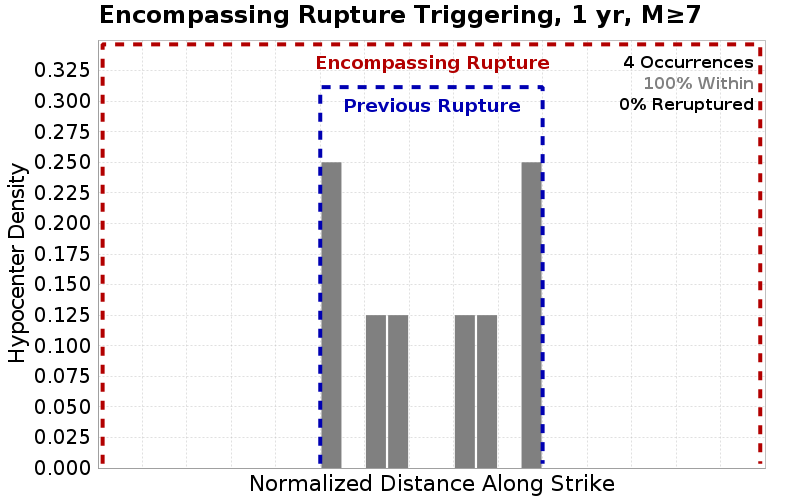 Encompassing Rupture Triggering, 1 yr, M≥7
Encompassing Rupture
4 Occurrences
100% Within
0% Reruptured
Previous Rupture
Hypocenter Density
0.325
0.300
0.275
0.250
0.225
0.200
0.175
0.150
0.125
0.100
0.075
0.050
0.025
0.000
Normalized Distance Along Strike